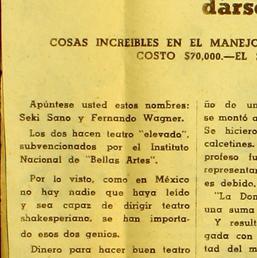 darse
COSAS INCREIBLES EN EL MANEJO
COSTO $70,000.—EL
Apúntese usted estos nombres:
Seki Sano y Fernando Wagner.
Los dos hacen teatro "elevado",
subvencionados por el Instituto
Nacional de "Bellas Artes".
Por lo visto, como en México
no hay nadie que haya leído
y sea capaz de dirigir teatro
shakesperiano, se han importa-
do esos dos genios.
Dinero para hacer buen teatro
ño de un
se montó a
Se hiciero
calcetines.
profeso fu
representar
es debido.
"La Don
una suma
Y result
gada con
tad del m